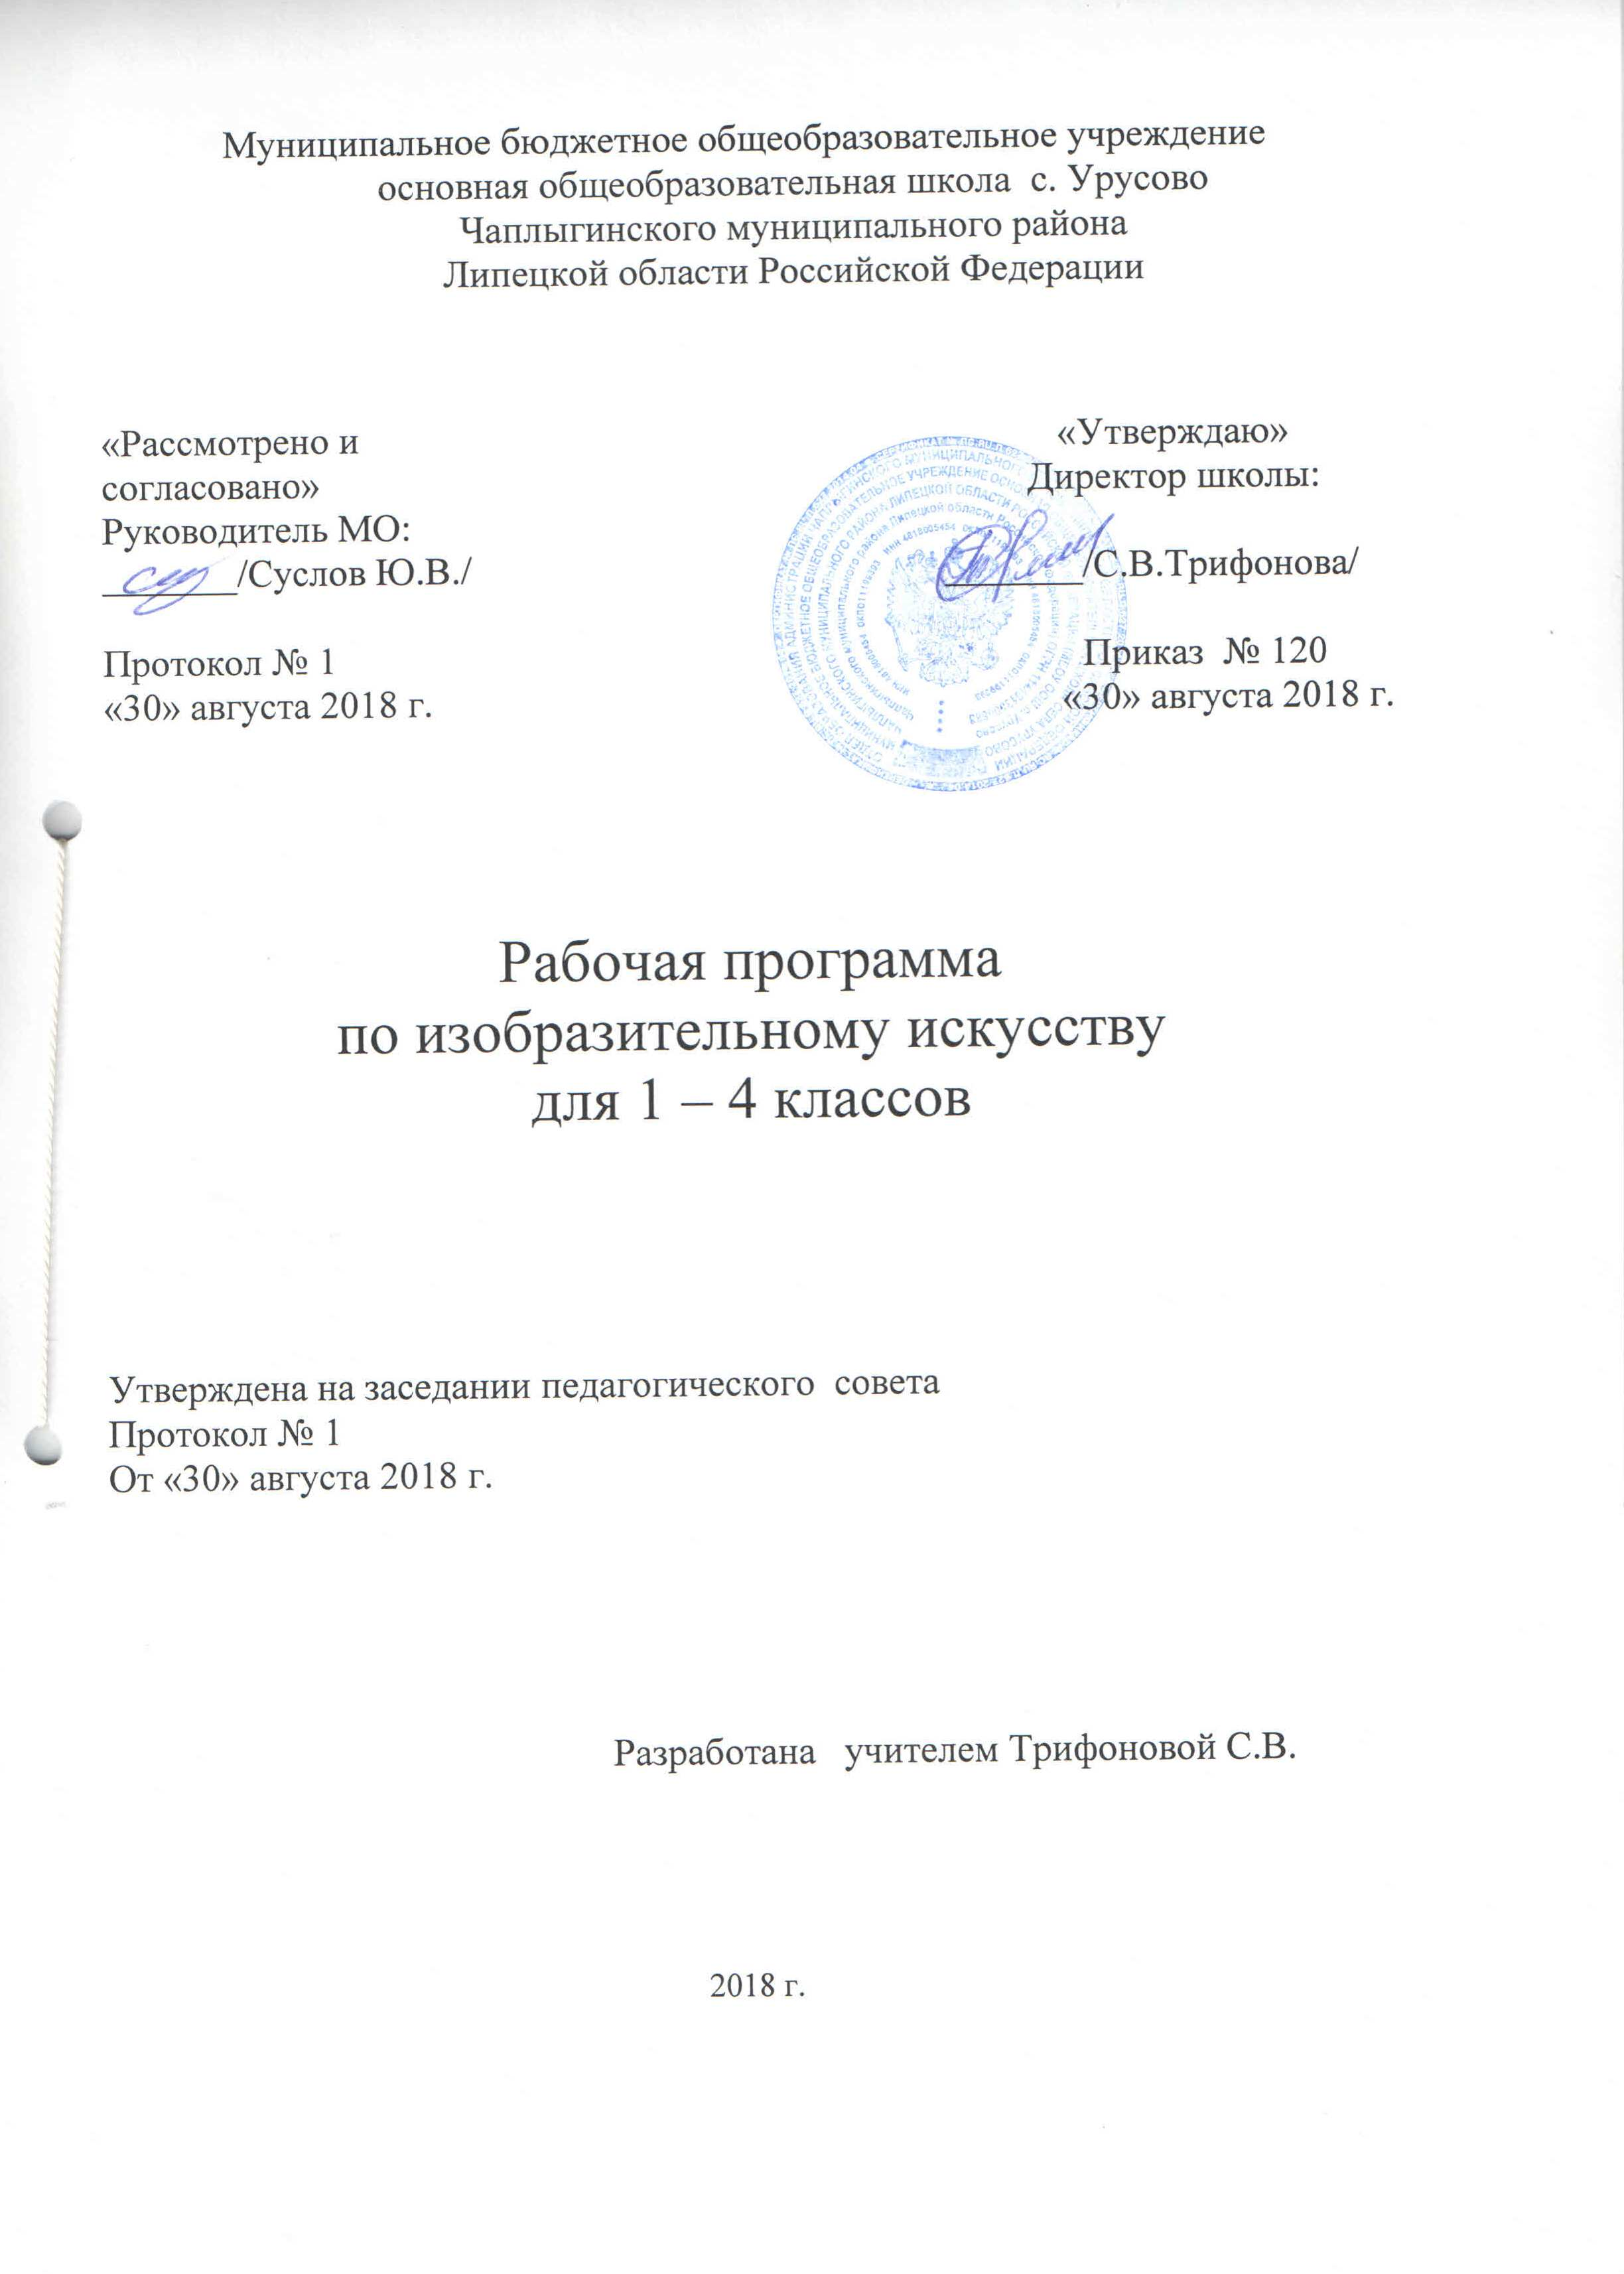 Муниципальное бюджетное общеобразовательное учреждение
основная общеобразовательная школа с. Урусово
Чаплыгинского муниципального района
Липецкой области Российской Федерации
«Рассмотрено и
согласовано»
Руководитель МО:
/Суслов Ю.В./
Протокол № 1
«30» августа 2018 г.
«Утверждаю»
Директор школы:
/С.В.Трифонова/
Приказ № 120
«30» августа 2018 г.
Рабочая программа
по изобразительному искусству
для 1 – 4 классов
Утверждена на заседании педагогического совета
Протокол № 1
От «30» августа 2018 г.
Разработана учителем Трифоновой С.В.
2018 г.